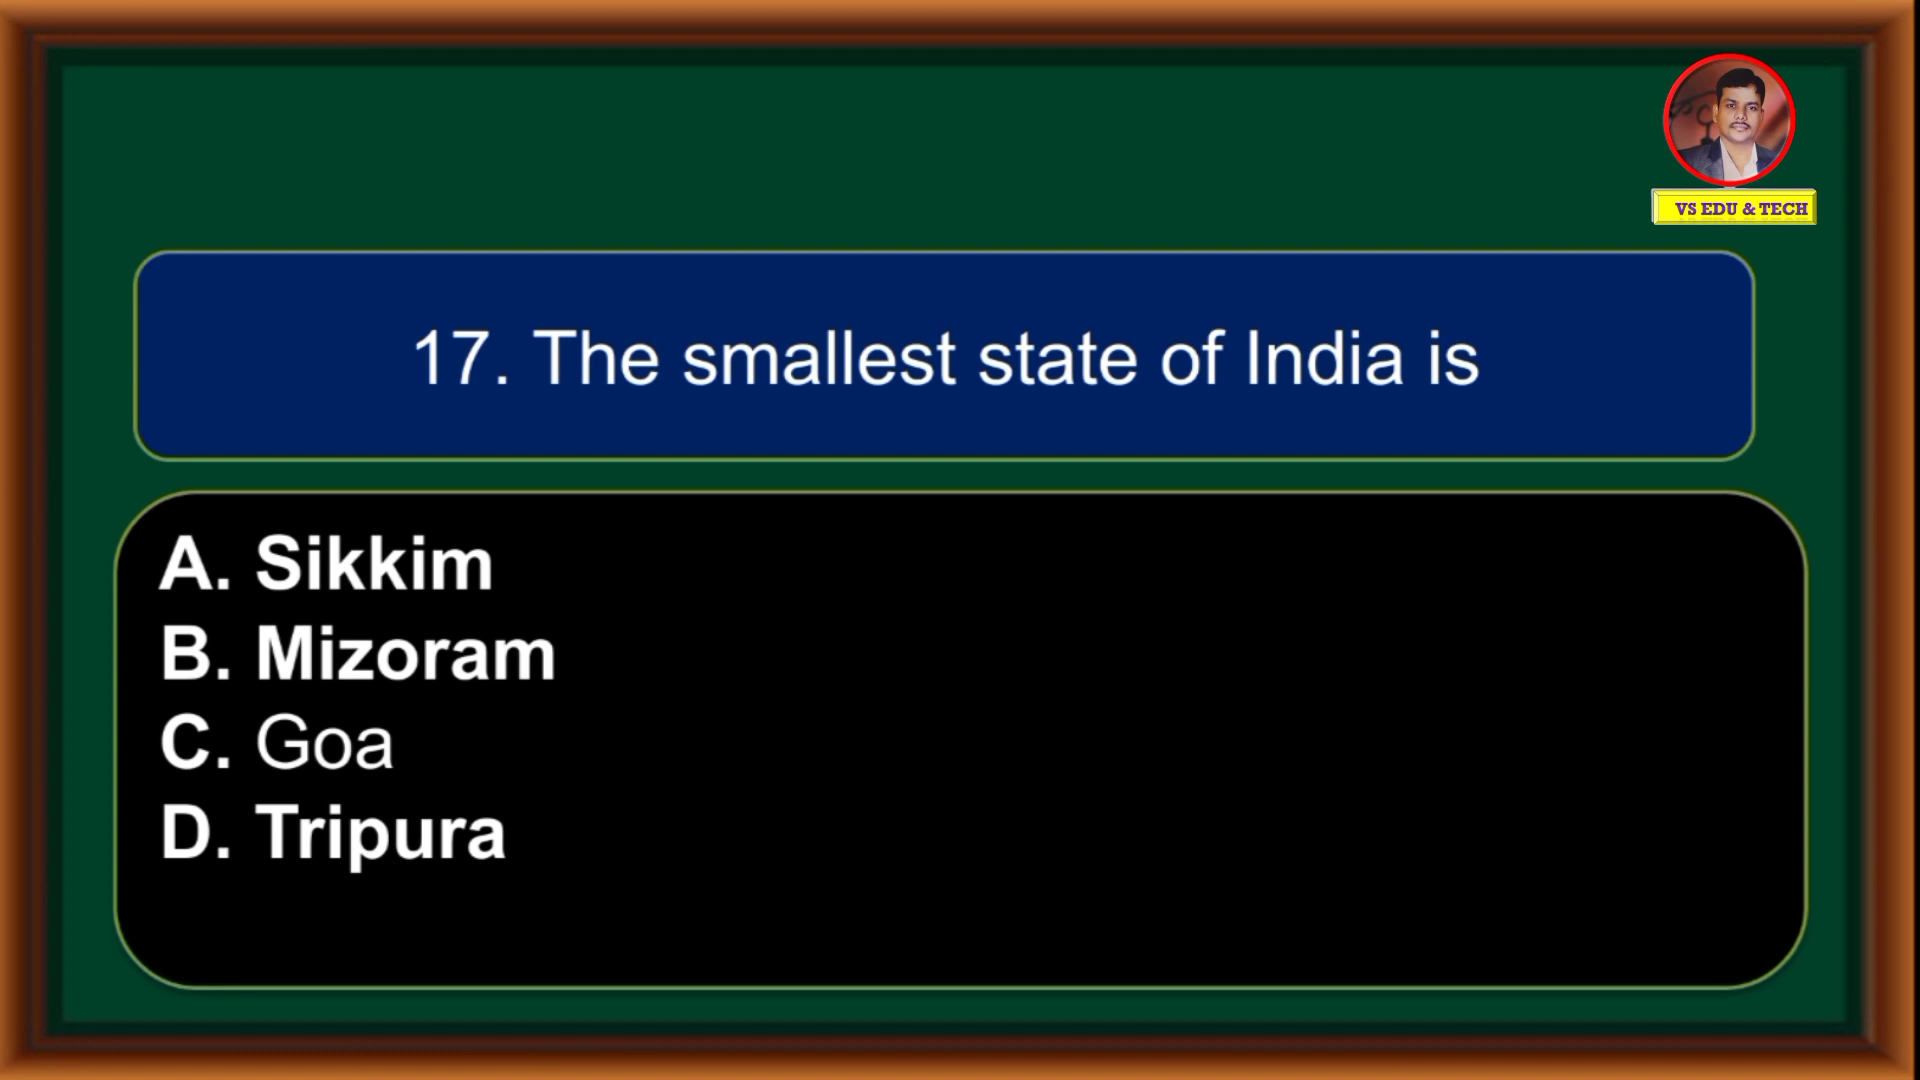 VS EDU & TECH
17. The smallest state of India is
A. Sikkim
B. Mizoram
C. Goa
D. Tripura